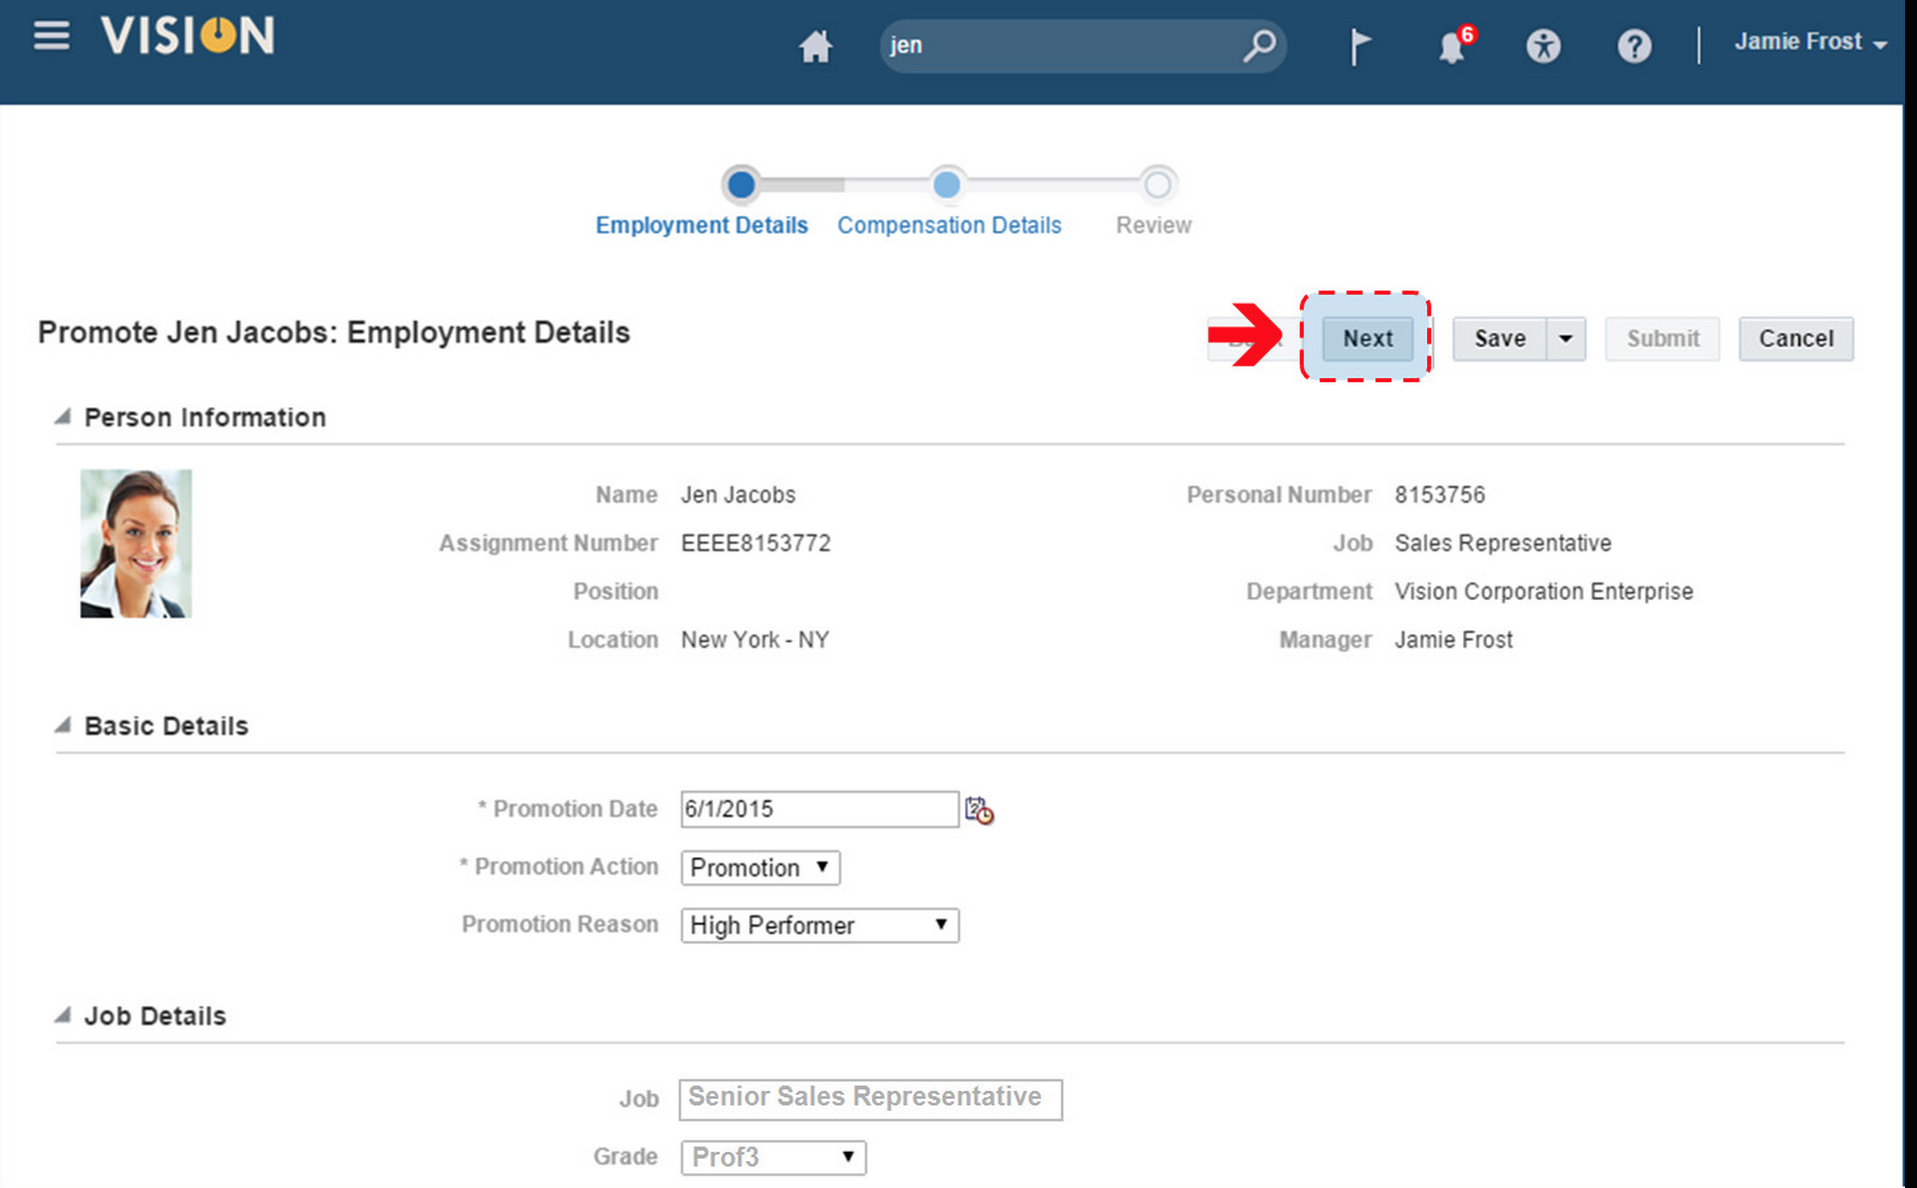 VISION
jen
6
Jamie Frost
Employment Details
Compensation Details
Review
Promote Jen Jacobs: Employment Details
Next
Save
Submit
Cancel
Person Information
Name Jen Jacobs
Personal Number 8153756
Assignment Number EEEE8153772
Job Sales Representative
Position
Department Vision Corporation Enterprise
Location New York - NY
Manager Jamie Frost
Basic Details
* Promotion Date 6/1/2015
* Promotion Action Promotion
Promotion Reason High Performer
Job Details
Job Senior Sales Representative
Grade Prof3